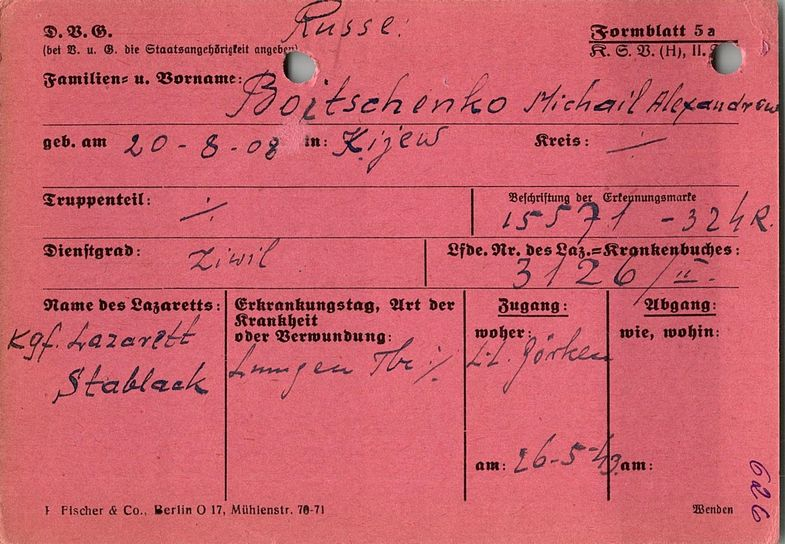 D.V.G. Russe. Formblatt 5a
(bei V. u. G. die Staatsangehörigkeit angeben) K.S.V. (H), II.
Familien= u. Vorname: Boitschenko Michail Alexandrew
geb. am 20-8-08 in: Kijew Kreis: ·/·
Truppenteil: ·/· Beschriftung der Erkennungsmarke
15571 - 324 R.
Dienstgrad: Ziwil Lfde. Nr. des Laz.=Krankenbuches:
3126/II.
Name des Lazaretts: Erkrankungstag, Art der Krankheit oder Verwundung: Zugang: Abgang:
woher: wie, wohin:
Kgf. Lazarett Lungen Tbc ·/·
Stablack
am: 26-5-43. am:
626
Fischer & Co., Berlin O 17, Mühlenstr. 70-71 Wenden